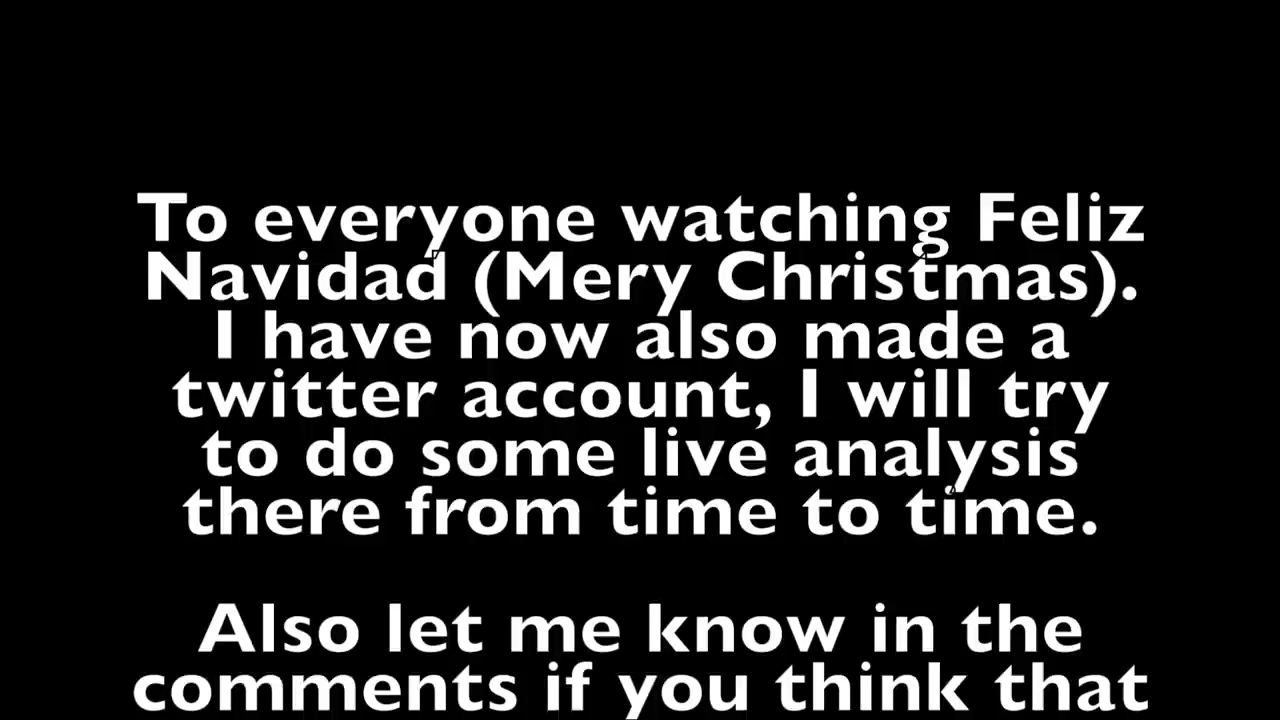 To everyone watching Feliz
Navidad (Mery Christmas).
I have now also made a
twitter account, I will try
to do some live analysis
there from time to time.
Also let me know in the
comments if you think that